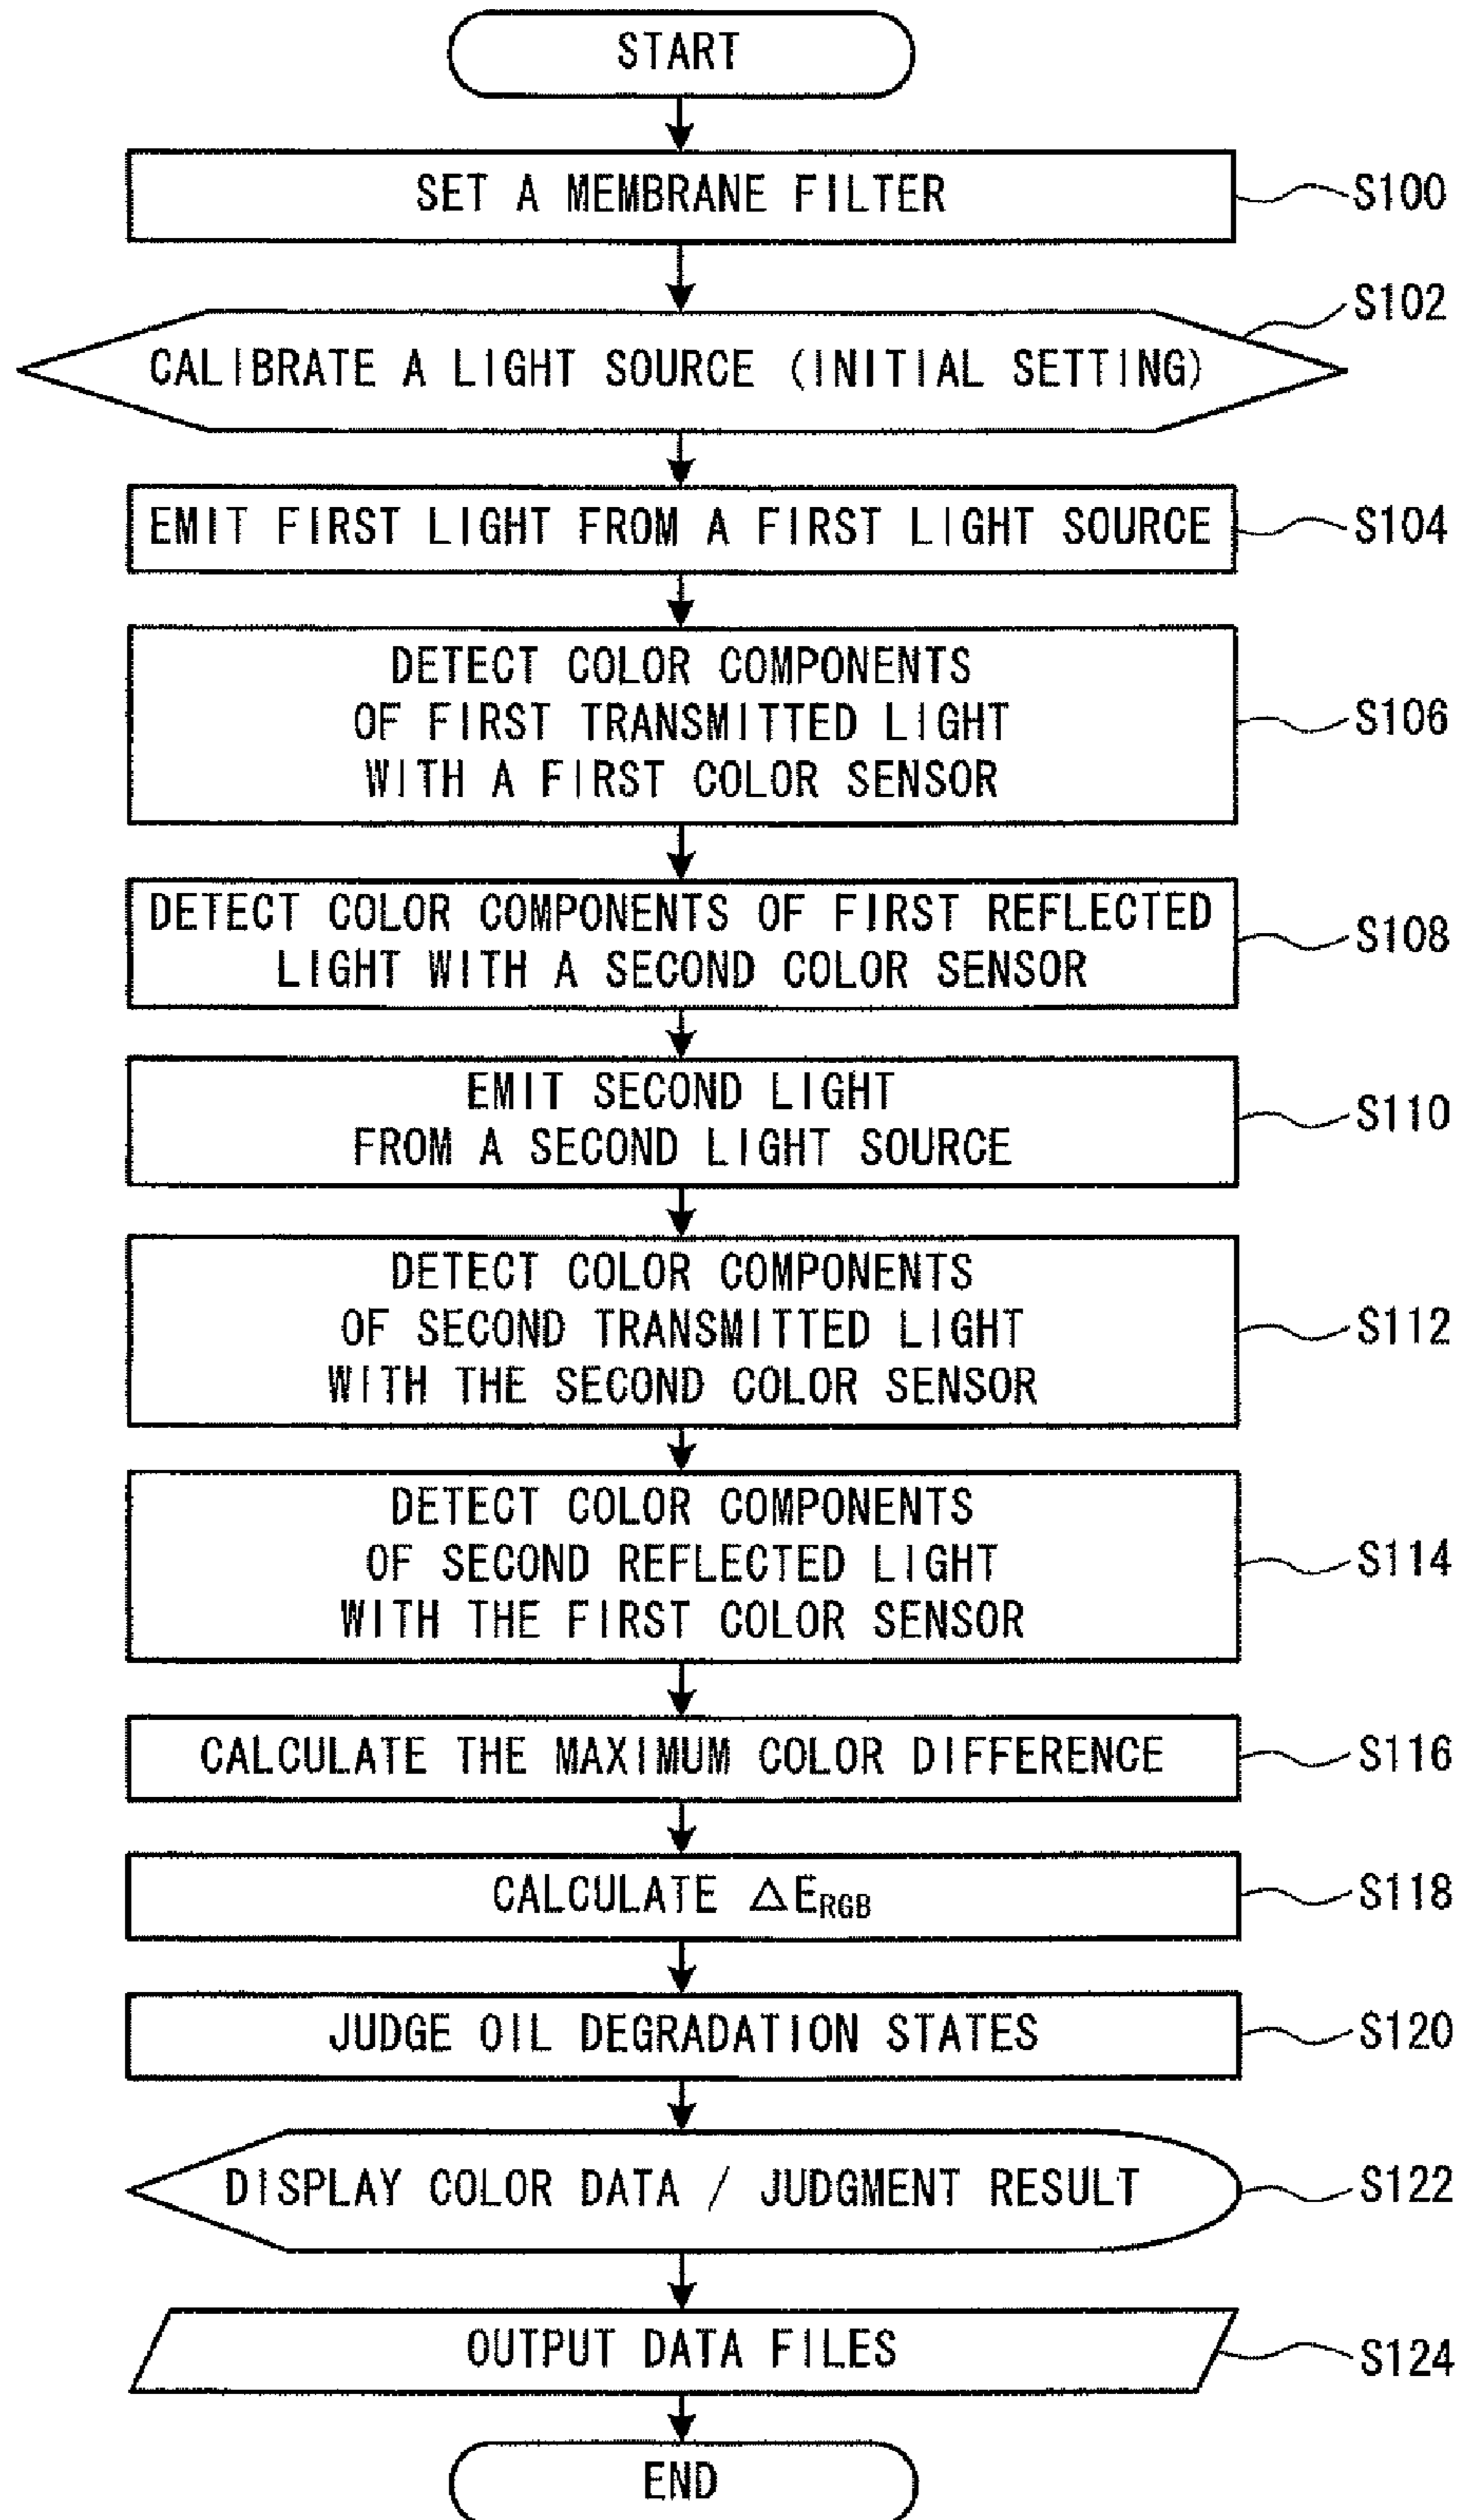 START
SET A MEMBRANE FILTER
S100
S102
CALIBRATE A LIGHT SOURCE (INITIAL SETTING)
EMIT FIRST LIGHT FROM A FIRST LIGHT SOURCE
S104
DETECT COLOR COMPONENTS
OF FIRST TRANSMITTED LIGHT
WITH A FIRST COLOR SENSOR
S106
DETECT COLOR COMPONENTS OF FIRST REFLECTED
LIGHT WITH A SECOND COLOR SENSOR
S108
EMIT SECOND LIGHT
FROM A SECOND LIGHT SOURCE
S110
DETECT COLOR COMPONENTS
OF SECOND TRANSMITTED LIGHT
WITH THE SECOND COLOR SENSOR
S112
DETECT COLOR COMPONENTS
OF SECOND REFLECTED LIGHT
WITH THE FIRST COLOR SENSOR
S114
CALCULATE THE MAXIMUM COLOR DIFFERENCE
S116
CALCULATE △ERGB
S118
JUDGE OIL DEGRADATION STATES
S120
DISPLAY COLOR DATA / JUDGMENT RESULT
S122
OUTPUT DATA FILES
S124
END